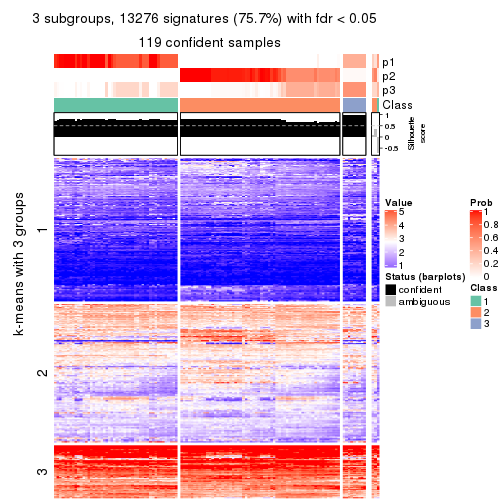 3 subgroups, 13276 signatures (75.7%) with fdr < 0.05
119 confident samples
p1
p2
p3
Class
1
0.5
0
-0.5
Silhouette
score
k-means with 3 groups
1
2
3
Value
5
4
3
2
1
Status (barplots)
confident
ambiguous
Prob
1
0.8
0.6
0.4
0.2
0
Class
1
2
3